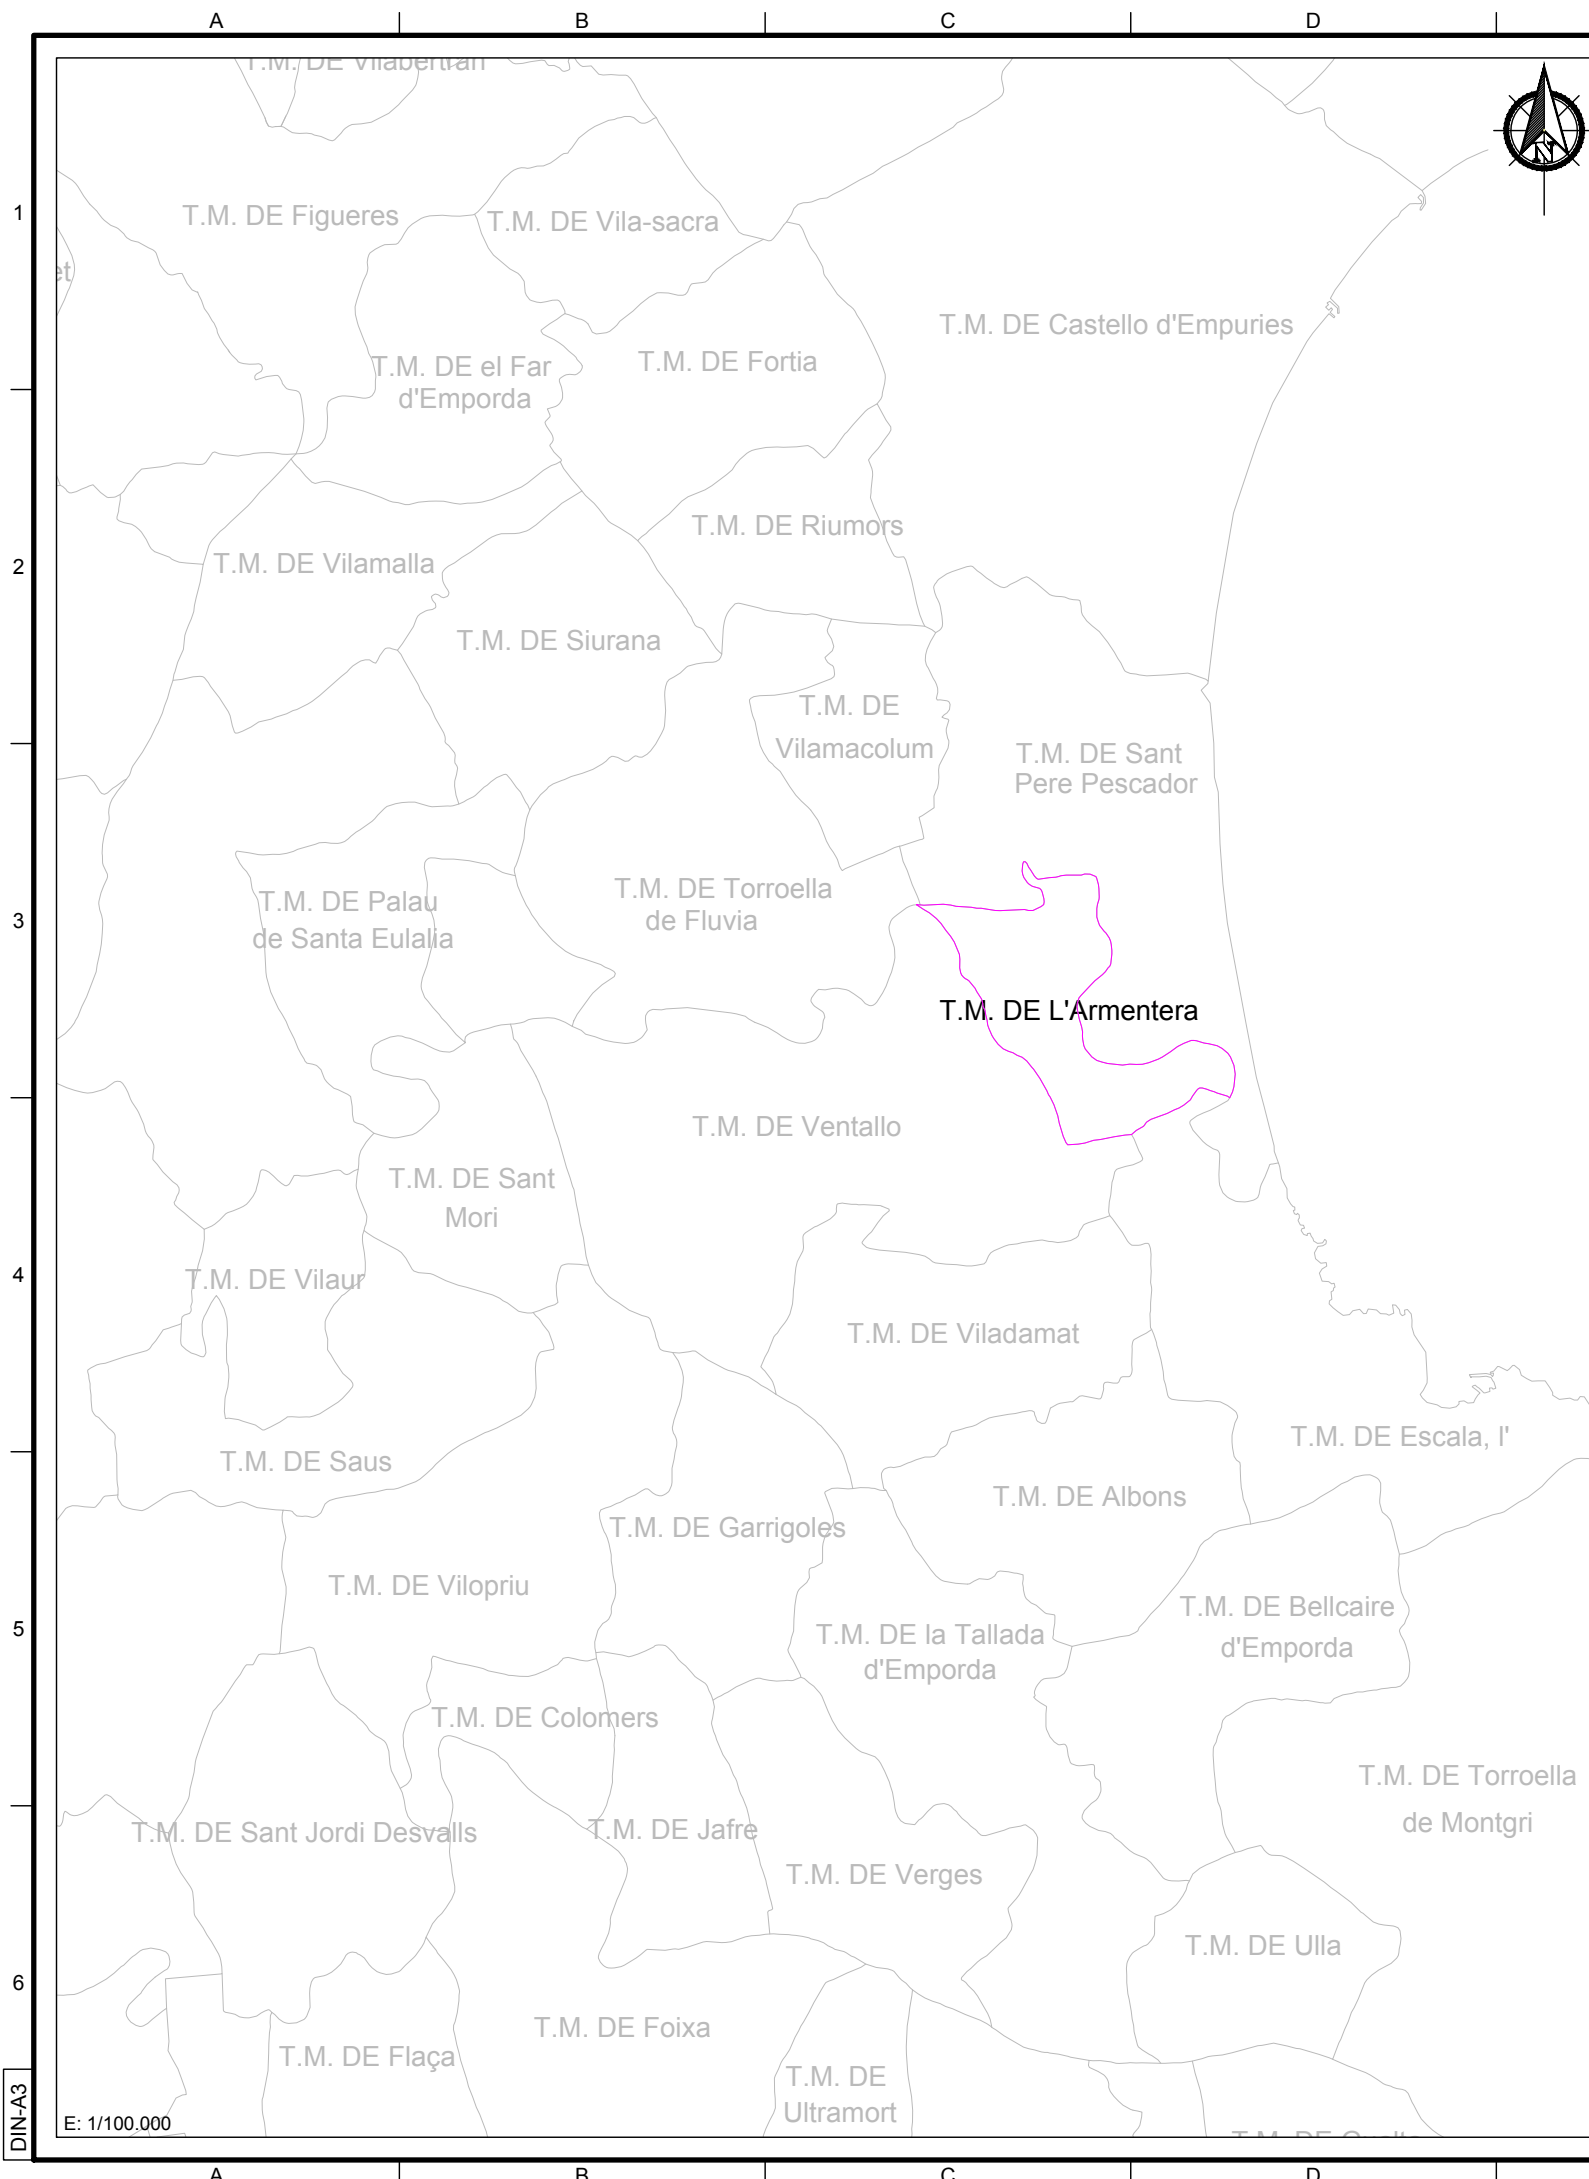 A B C D
T.M. DE Vilabertran
N
1
T.M. DE Figueres
T.M. DE Vila-sacra
et
T.M. DE Castello d'Empuries
T.M. DE el Far
d'Emporda
T.M. DE Fortia
T.M. DE Riumors
2
T.M. DE Vilamalla
T.M. DE Siurana
T.M. DE
Vilamacolum
T.M. DE Sant
Pere Pescador
T.M. DE Palau
de Santa Eulalia
T.M. DE Torroella
de Fluvia
3
T.M. DE L'Armentera
T.M. DE Ventallo
T.M. DE Sant
Mori
4
T.M. DE Vilaur
T.M. DE Viladamat
T.M. DE Escala, l'
T.M. DE Saus
T.M. DE Albons
T.M. DE Garrigoles
T.M. DE Vilopriu
5
T.M. DE Bellcaire
d'Emporda
T.M. DE la Tallada
d'Emporda
T.M. DE Colomers
T.M. DE Torroella
de Montgri
T.M. DE Sant Jordi Desvalls
T.M. DE Jafre
T.M. DE Verges
T.M. DE Ulla
6
T.M. DE Foixa
T.M. DE Flaça
T.M. DE
Ultramort
DIN-A3
E: 1/100.000
A B C D